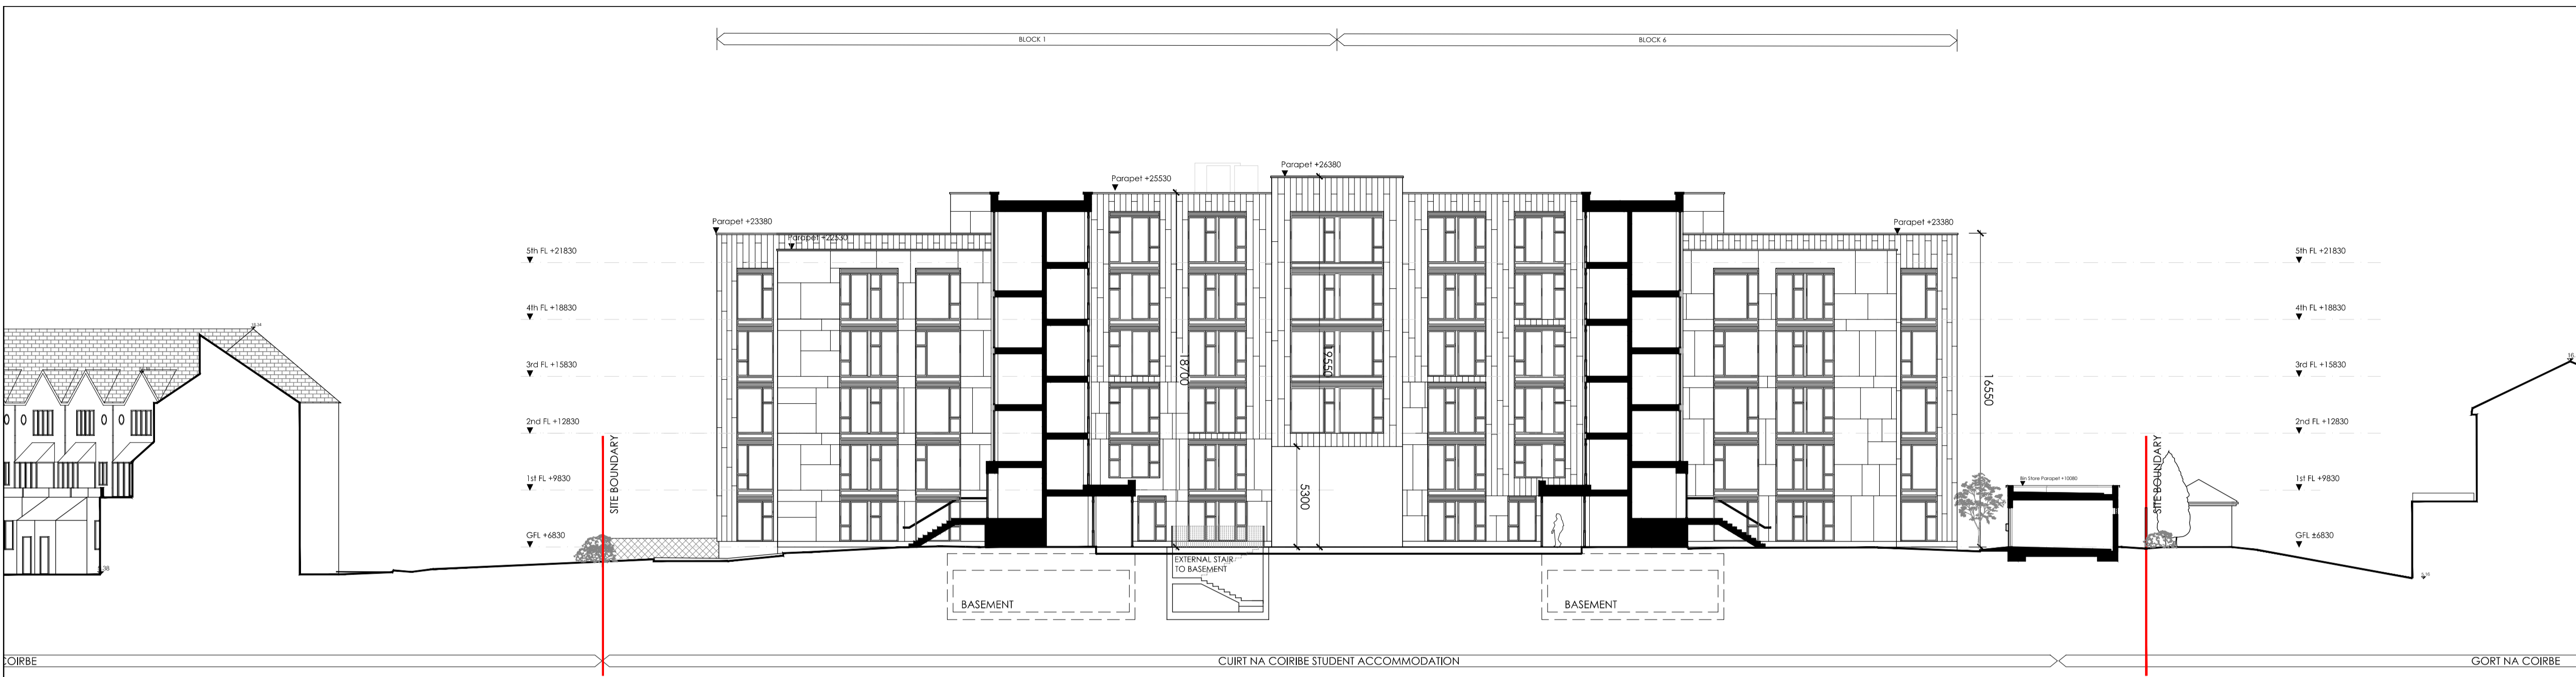 BLOCK 1
BLOCK 6
Parapet +26380
Parapet +25530
Parapet +23380
Parapet +22530
Parapet +23380
5th FL +21830
5th FL +21830
4th FL +18830
4th FL +18830
3rd FL +15830
3rd FL +15830
18700
19550
16550
2nd FL +12830
2nd FL +12830
SITE BOUNDARY
SITE BOUNDARY
1st FL +9830
Bin Store Parapet +10080
1st FL +9830
5300
GFL +6830
GFL ±6830
EXTERNAL STAIR
TO BASEMENT
BASEMENT
BASEMENT
COIRBE
CUIRT NA COIRIBE STUDENT ACCOMMODATION
GORT NA COIRBE